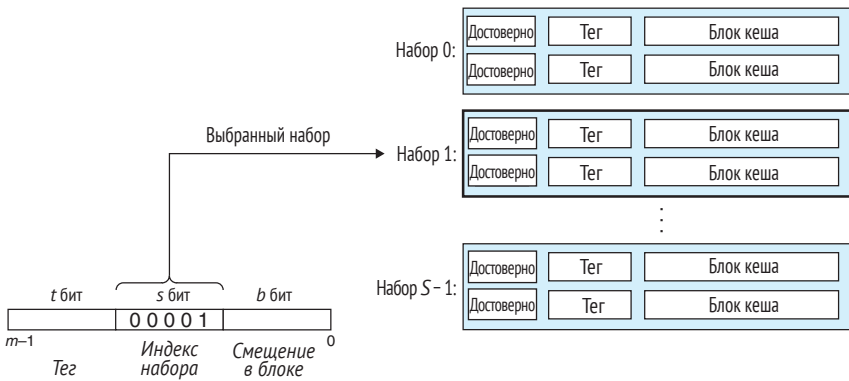 Набор 0:
Достоверно Тег Блок кеша
Достоверно Тег Блок кеша
Выбранный набор
Набор 1:
Достоверно Тег Блок кеша
Достоверно Тег Блок кеша
...
Набор S – 1:
Достоверно Тег Блок кеша
Достоверно Тег Блок кеша
t бит s бит b бит
0 0 0 0 1
m–1 0
Тег Индекс набора Смещение в блоке